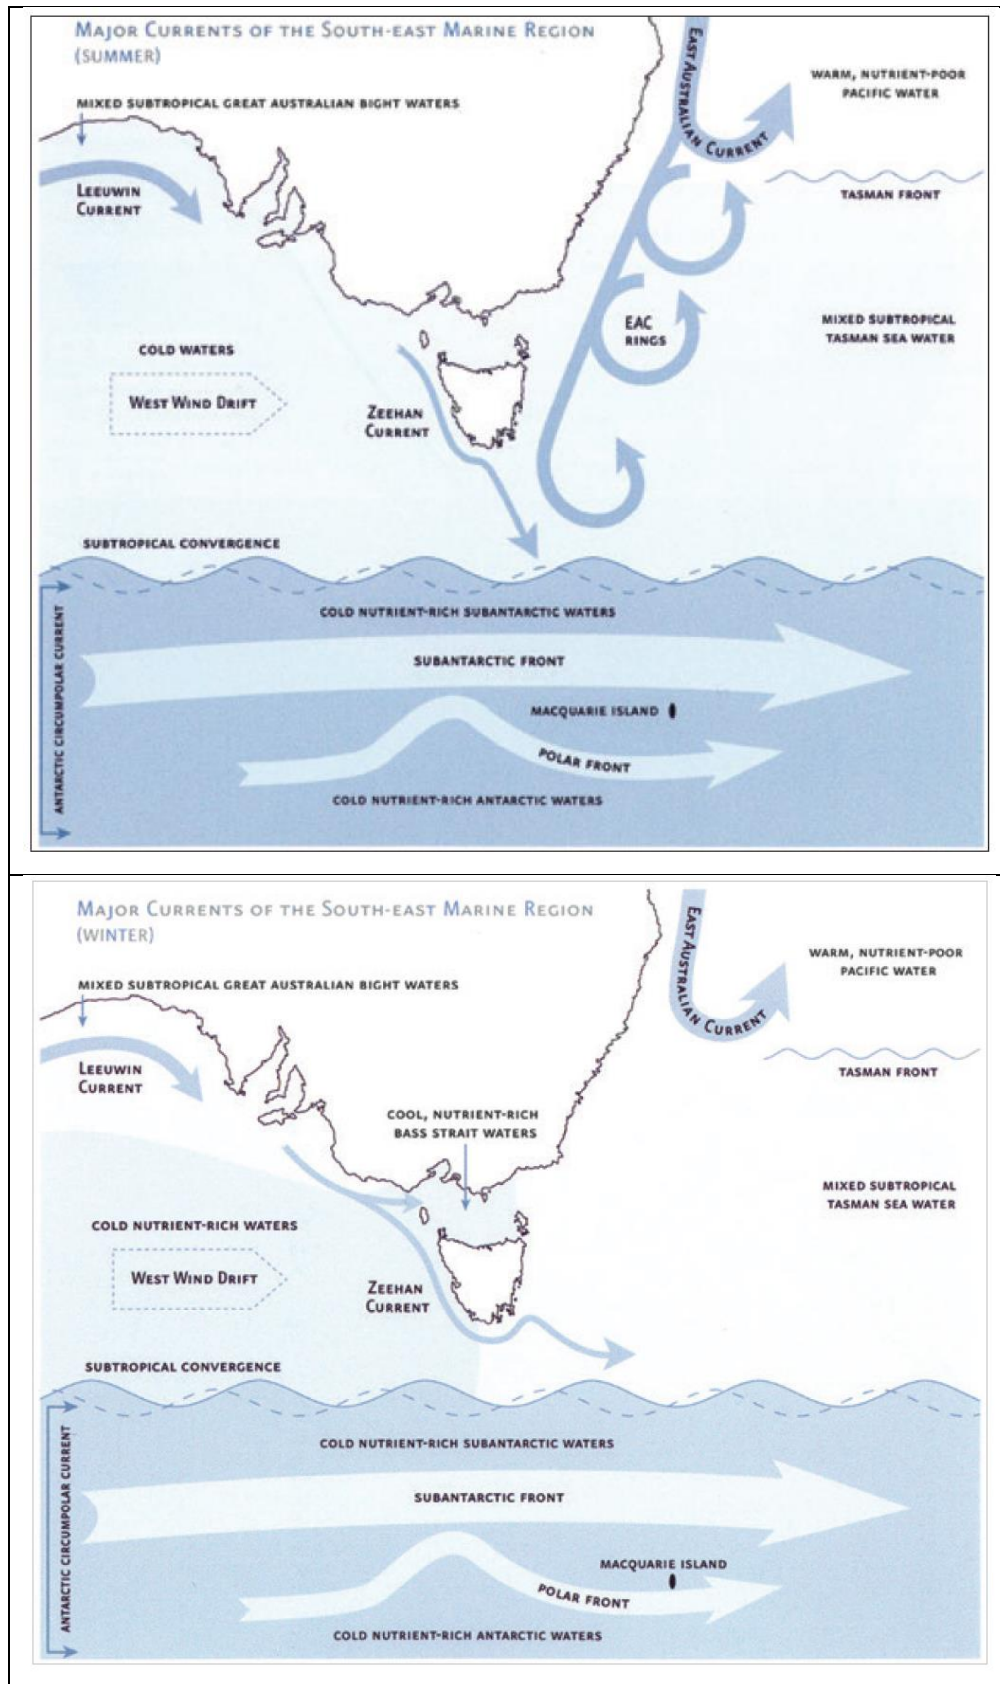 Major Currents of the South-east Marine Region
(SUMMER)
MIXED SUBTROPICAL GREAT AUSTRALIAN BIGHT WATERS
EAST AUSTRALIAN CURRENT
WARM, NUTRIENT-POOR
PACIFIC WATER
LEEUWIN
CURRENT
TASMAN FRONT
EAC
RINGS
MIXED SUBTROPICAL
TASMAN SEA WATER
COLD WATERS
WEST WIND DRIFT
ZEEHAN
CURRENT
SUBTROPICAL CONVERGENCE
ANTARCTIC CIRCUMPOLAR CURRENT
COLD NUTRIENT-RICH SUBANTARCTIC WATERS
SUBANTARCTIC FRONT
MACQUARIE ISLAND
POLAR FRONT
COLD NUTRIENT-RICH ANTARCTIC WATERS
Major Currents of the South-east Marine Region
(WINTER)
MIXED SUBTROPICAL GREAT AUSTRALIAN BIGHT WATERS
EAST AUSTRALIAN CURRENT
WARM, NUTRIENT-POOR
PACIFIC WATER
LEEUWIN
CURRENT
TASMAN FRONT
COOL, NUTRIENT-RICH
BASS STRAIT WATERS
MIXED SUBTROPICAL
TASMAN SEA WATER
COLD NUTRIENT-RICH WATERS
WEST WIND DRIFT
ZEEHAN
CURRENT
SUBTROPICAL CONVERGENCE
ANTARCTIC CIRCUMPOLAR CURRENT
COLD NUTRIENT-RICH SUBANTARCTIC WATERS
SUBANTARCTIC FRONT
MACQUARIE ISLAND
POLAR FRONT
COLD NUTRIENT-RICH ANTARCTIC WATERS